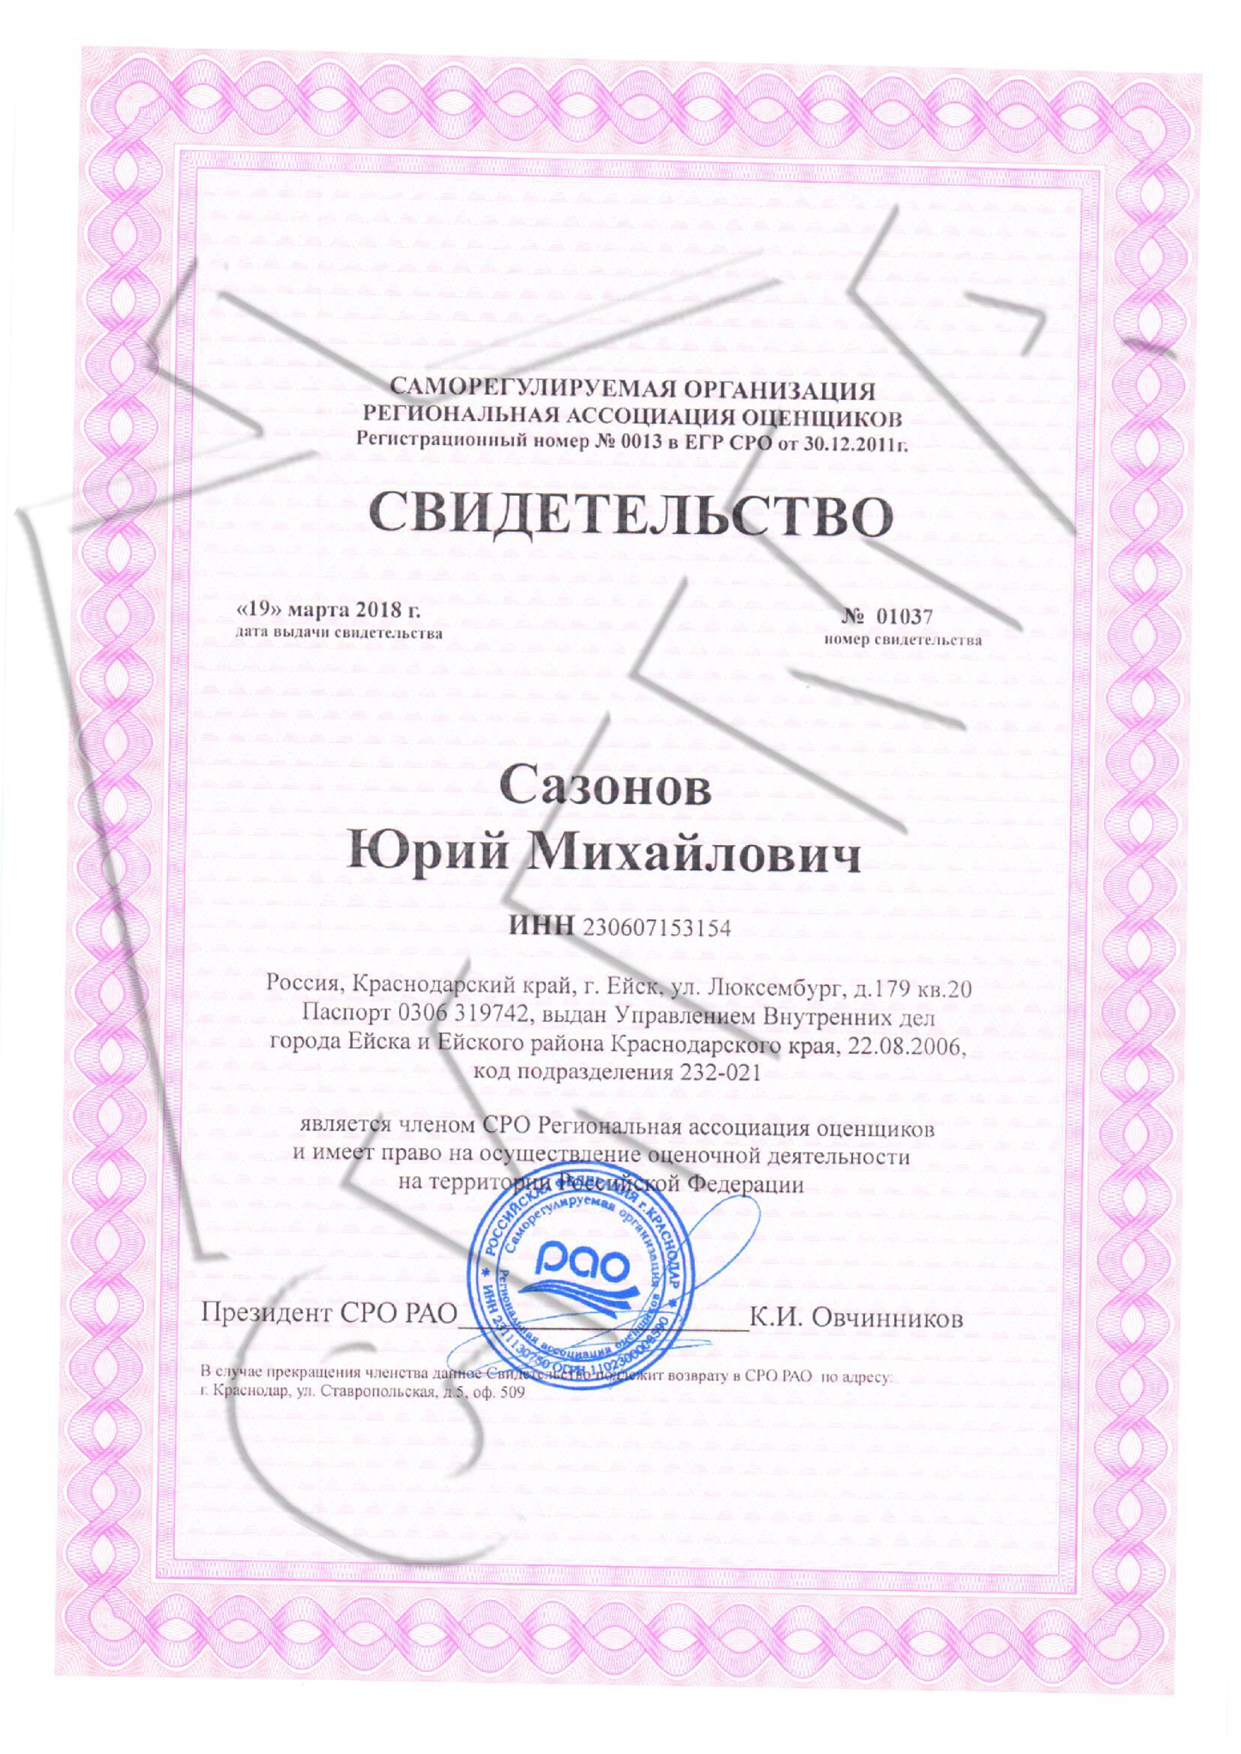 САМОРЕГУЛИРУЕМАЯ ОРГАНИЗАЦИЯ
РЕГИОНАЛЬНАЯ АССОЦИАЦИЯ ОЦЕНЩИКОВ
Регистрационный номер № 0013 в ЕГР СРО от 30.12.2011г.
СВИДЕТЕЛЬСТВО
«19» марта 2018 г.
дата выдачи свидетельства
№ 01037
номер свидетельства
Сазонов
Юрий Михайлович
ИНН 230607153154
Россия, Краснодарский край, г. Ейск, ул. Люксембург, д.179 кв.20
Паспорт 0306 319742, выдан Управлением Внутренних дел
города Ейска и Ейского района Краснодарского края, 22.08.2006,
код подразделения 232-021
является членом СРО Региональная ассоциация оценщиков
и имеет право на осуществление оценочной деятельности
на территории Российской Федерации
РОССИЙСКАЯ ФЕДЕРАЦИЯ г.КРАСНОДАР
Саморегулируемая организация
рао
Региональная ассоциация оценщиков
ИНН 2311130750 ОГРН
Президент СРО РАО К.И. Овчинников
В случае прекращения членства данное Свидетельство подлежит возврату в СРО РАО по адресу:
г. Краснодар, ул. Ставропольская, д.5, оф. 509